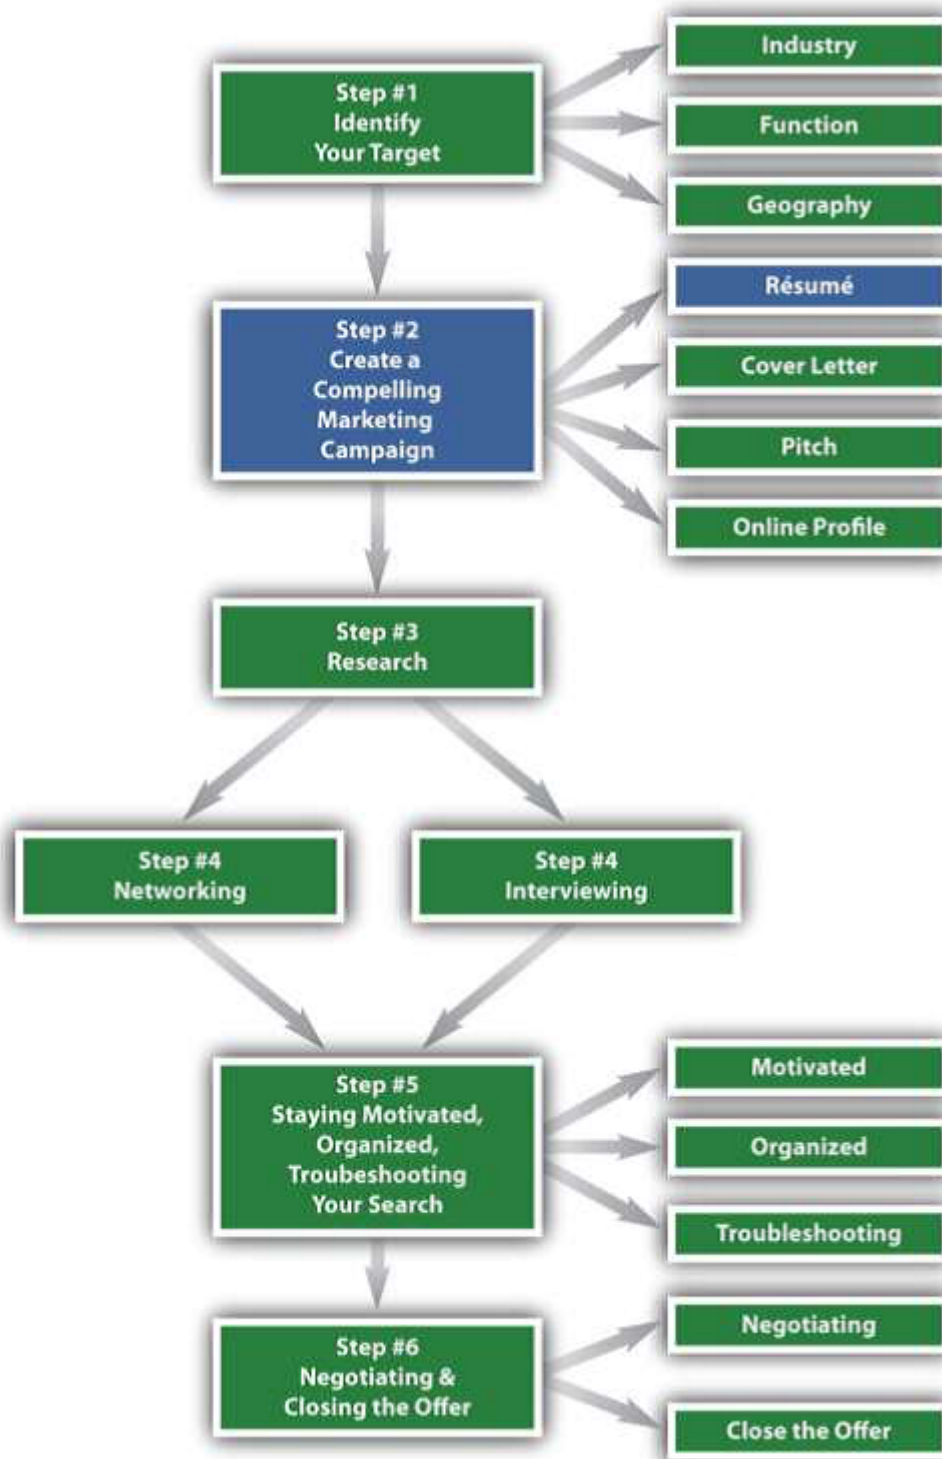 Step #1
Identify
Your Target
Industry
Function
Geography
Step #2
Create a
Compelling
Marketing
Campaign
Résumé
Cover Letter
Pitch
Online Profile
Step #3
Research
Step #4
Networking
Step #4
Interviewing
Step #5
Staying Motivated,
Organized,
Troubeshooting
Your Search
Motivated
Organized
Troubleshooting
Step #6
Negotiating &
Closing the Offer
Negotiating
Close the Offer